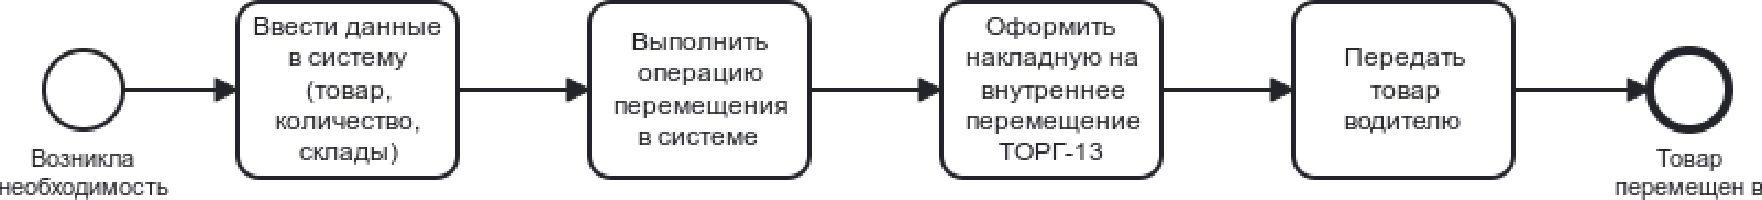 Возникла
необходимость
Ввести данные
в систему
(товар,
количество,
склады)
Выполнить
операцию
перемещения
в системе
Оформить
накладную на
внутреннее
перемещение
ТОРГ-13
Передать
товар
водителю
Товар
перемещен в